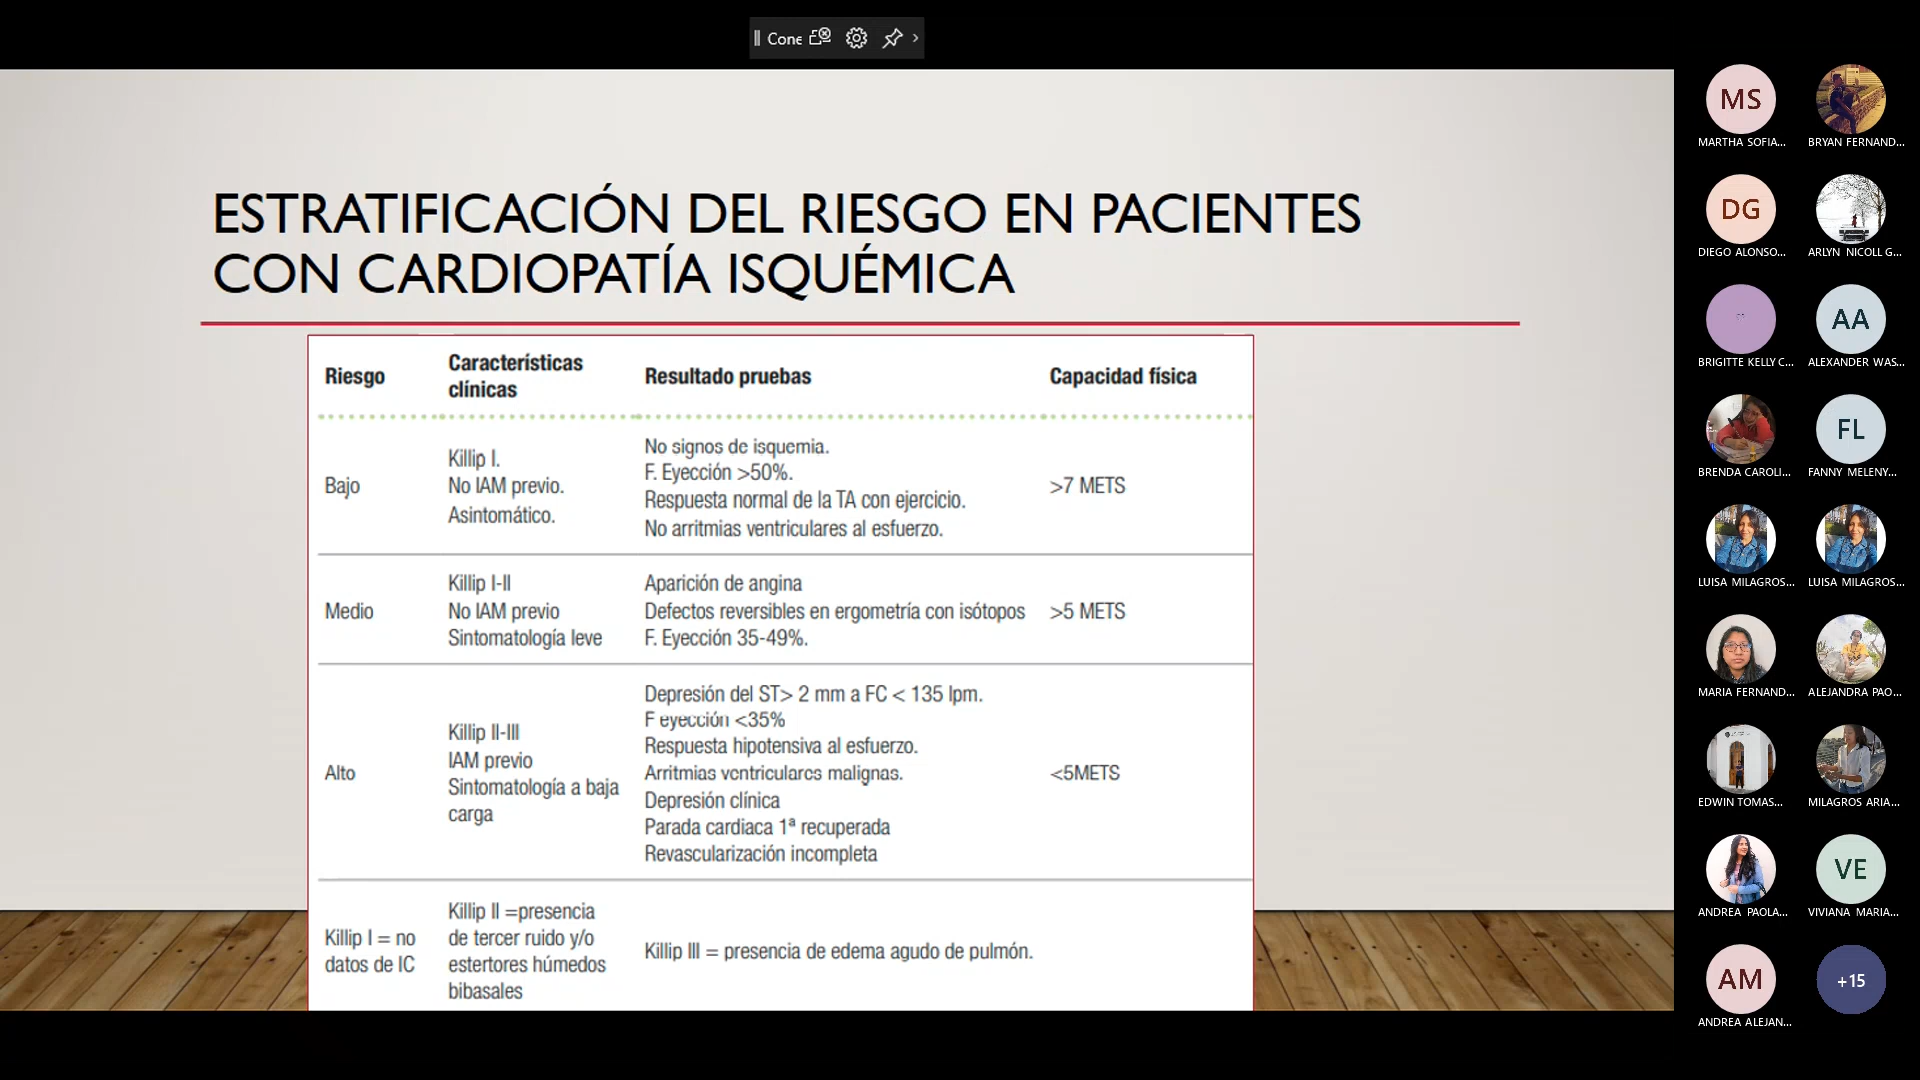 Cone
ESTRATIFICACIÓN DEL RIESGO EN PACIENTES
CON CARDIOPATÍA ISQUÉMICA
Riesgo
Características
clínicas
Resultado pruebas
Capacidad física
Bajo
Killip I.
No IAM previo.
Asintomático.
No signos de isquemia.
F. Eyección >50%.
Respuesta normal de la TA con ejercicio.
No arritmias ventriculares al esfuerzo.
>7 METS
Medio
Killip I-II
No IAM previo
Sintomatología leve
Aparición de angina
Defectos reversibles en ergometría con isótopos
F. Eyección 35-49%.
>5 METS
Alto
Killip II-III
IAM previo
Sintomatología a baja
carga
Depresión del ST> 2 mm a FC < 135 lpm.
F eyección <35%
Respuesta hipotensiva al esfuerzo.
Arritmias ventriculares malignas.
Depresión clínica
Parada cardiaca 1ª recuperada
Revascularización incompleta
<5METS
Killip I = no
datos de IC
Killip II =presencia
de tercer ruido y/o
estertores húmedos
bibasales
Killip III = presencia de edema agudo de pulmón.
MS
MARTHA SOFIA...
BRYAN FERNAND...
DG
DIEGO ALONSO...
ARLYN NICOLL G...
BRIGITTE KELLY C...
AA
ALEXANDER WAS...
BRENDA CAROLI...
FL
FANNY MELENY...
LUISA MILAGROS...
LUISA MILAGROS...
MARIA FERNAND...
ALEJANDRA PAO...
EDWIN TOMAS...
MILAGROS ARIA...
ANDREA PAOLA...
VE
VIVIANA MARIA...
AM
ANDREA ALEJAN...
+15